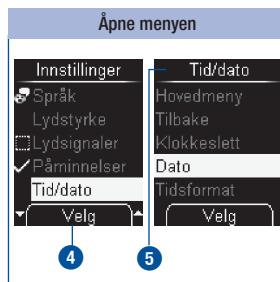 Åpne menyen
Innstillinger
Språk
Lydstyrke
Lydsignaler
Påminnelser
Tid/dato
Velg
4
Tid/dato
Hovedmeny
Tilbake
Klokkeslett
Dato
Tidsformat
Velg
5